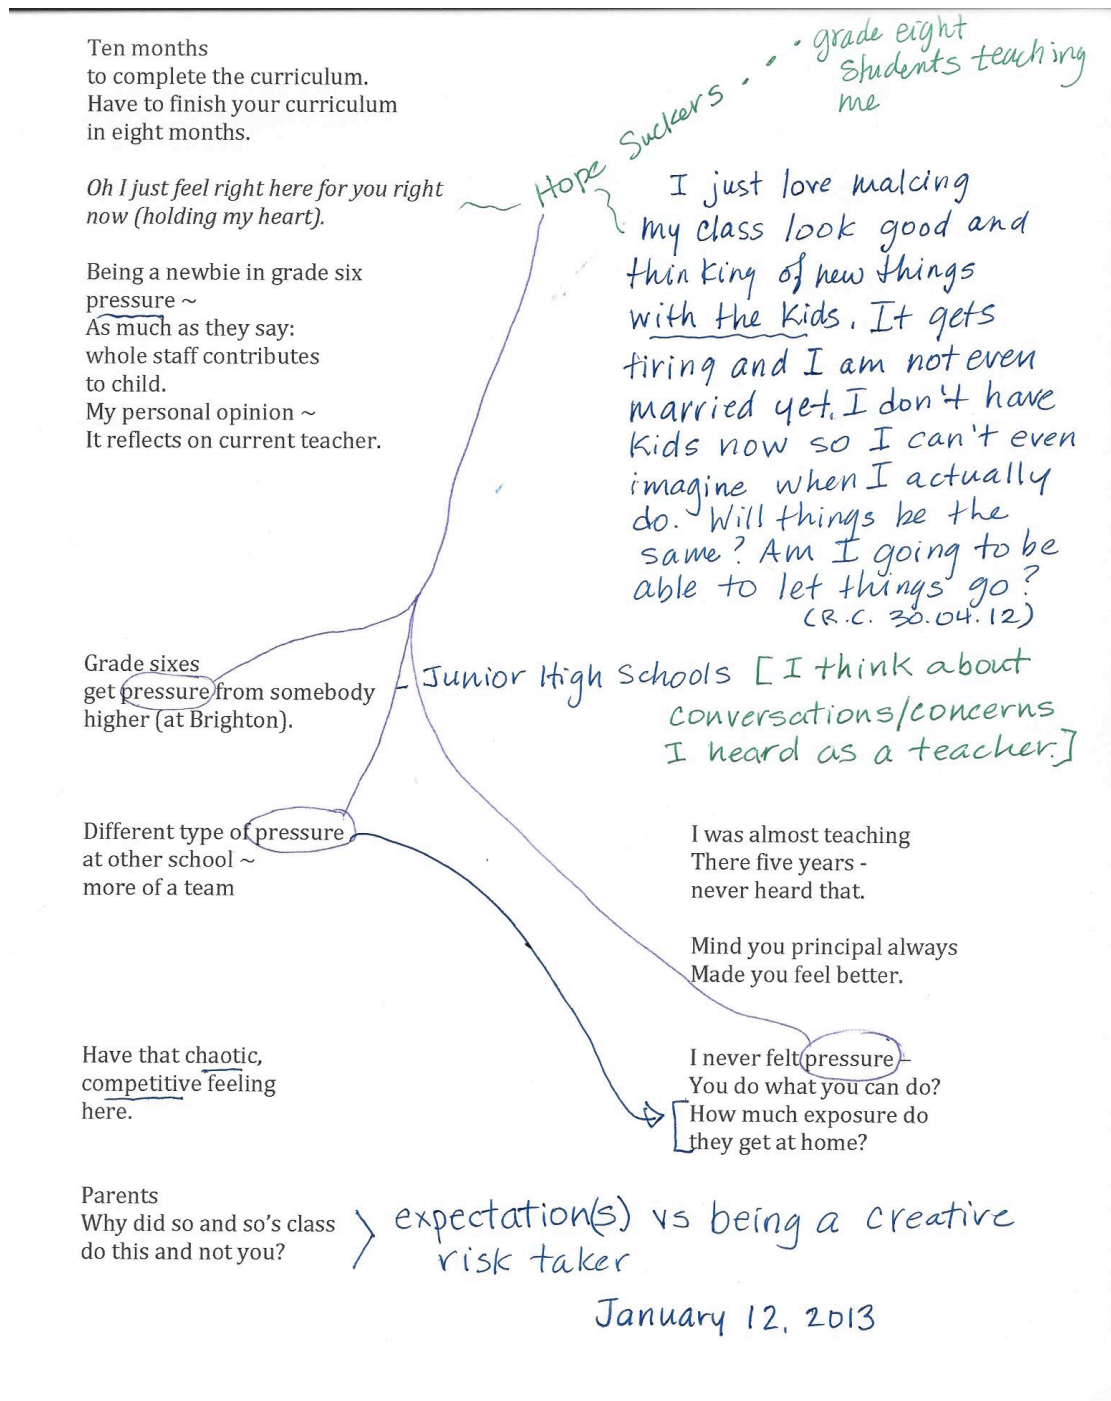 Ten months
to complete the curriculum.
Have to finish your curriculum
in eight months.
Oh I just feel right here for you right
now (holding my heart).
Being a newbie in grade six
pressure ~
As much as they say:
whole staff contributes
to child.
My personal opinion ~
It reflects on current teacher.
Hope Suckers . . . grade eight
students teaching
me
I just love making
my class look good and
thinking of new things
with the kids. It gets
tiring and I am not even
married yet. I don't have
kids now so I can't even
imagine when I actually
do. Will things be the
same? Am I going to be
able to let things go?
(R.C. 30.04.12)
Grade sixes
get pressure from somebody
higher (at Brighton).
Junior High Schools [I think about
conversations/concerns
I heard as a teacher.]
Different type of pressure
at other school ~
more of a team
I was almost teaching
There five years -
never heard that.
Mind you principal always
Made you feel better.
Have that chaotic,
competitive feeling
here.
I never felt pressure –
You do what you can do?
How much exposure do
they get at home?
Parents
Why did so and so's class
do this and not you?
expectation(s) vs being a creative
risk taker
January 12, 2013